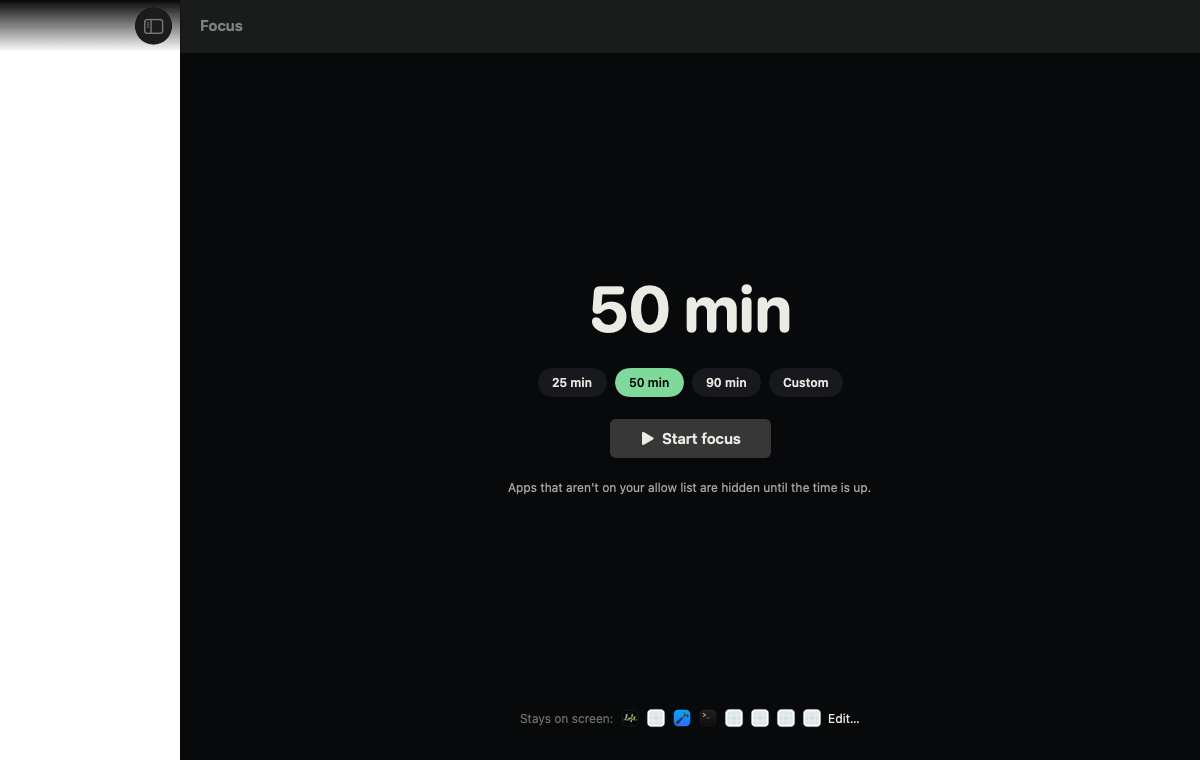 Focus
50 min
25 min 50 min 90 min Custom
Start focus
Apps that aren't on your allow list are hidden until the time is up.
Stays on screen: Edit...